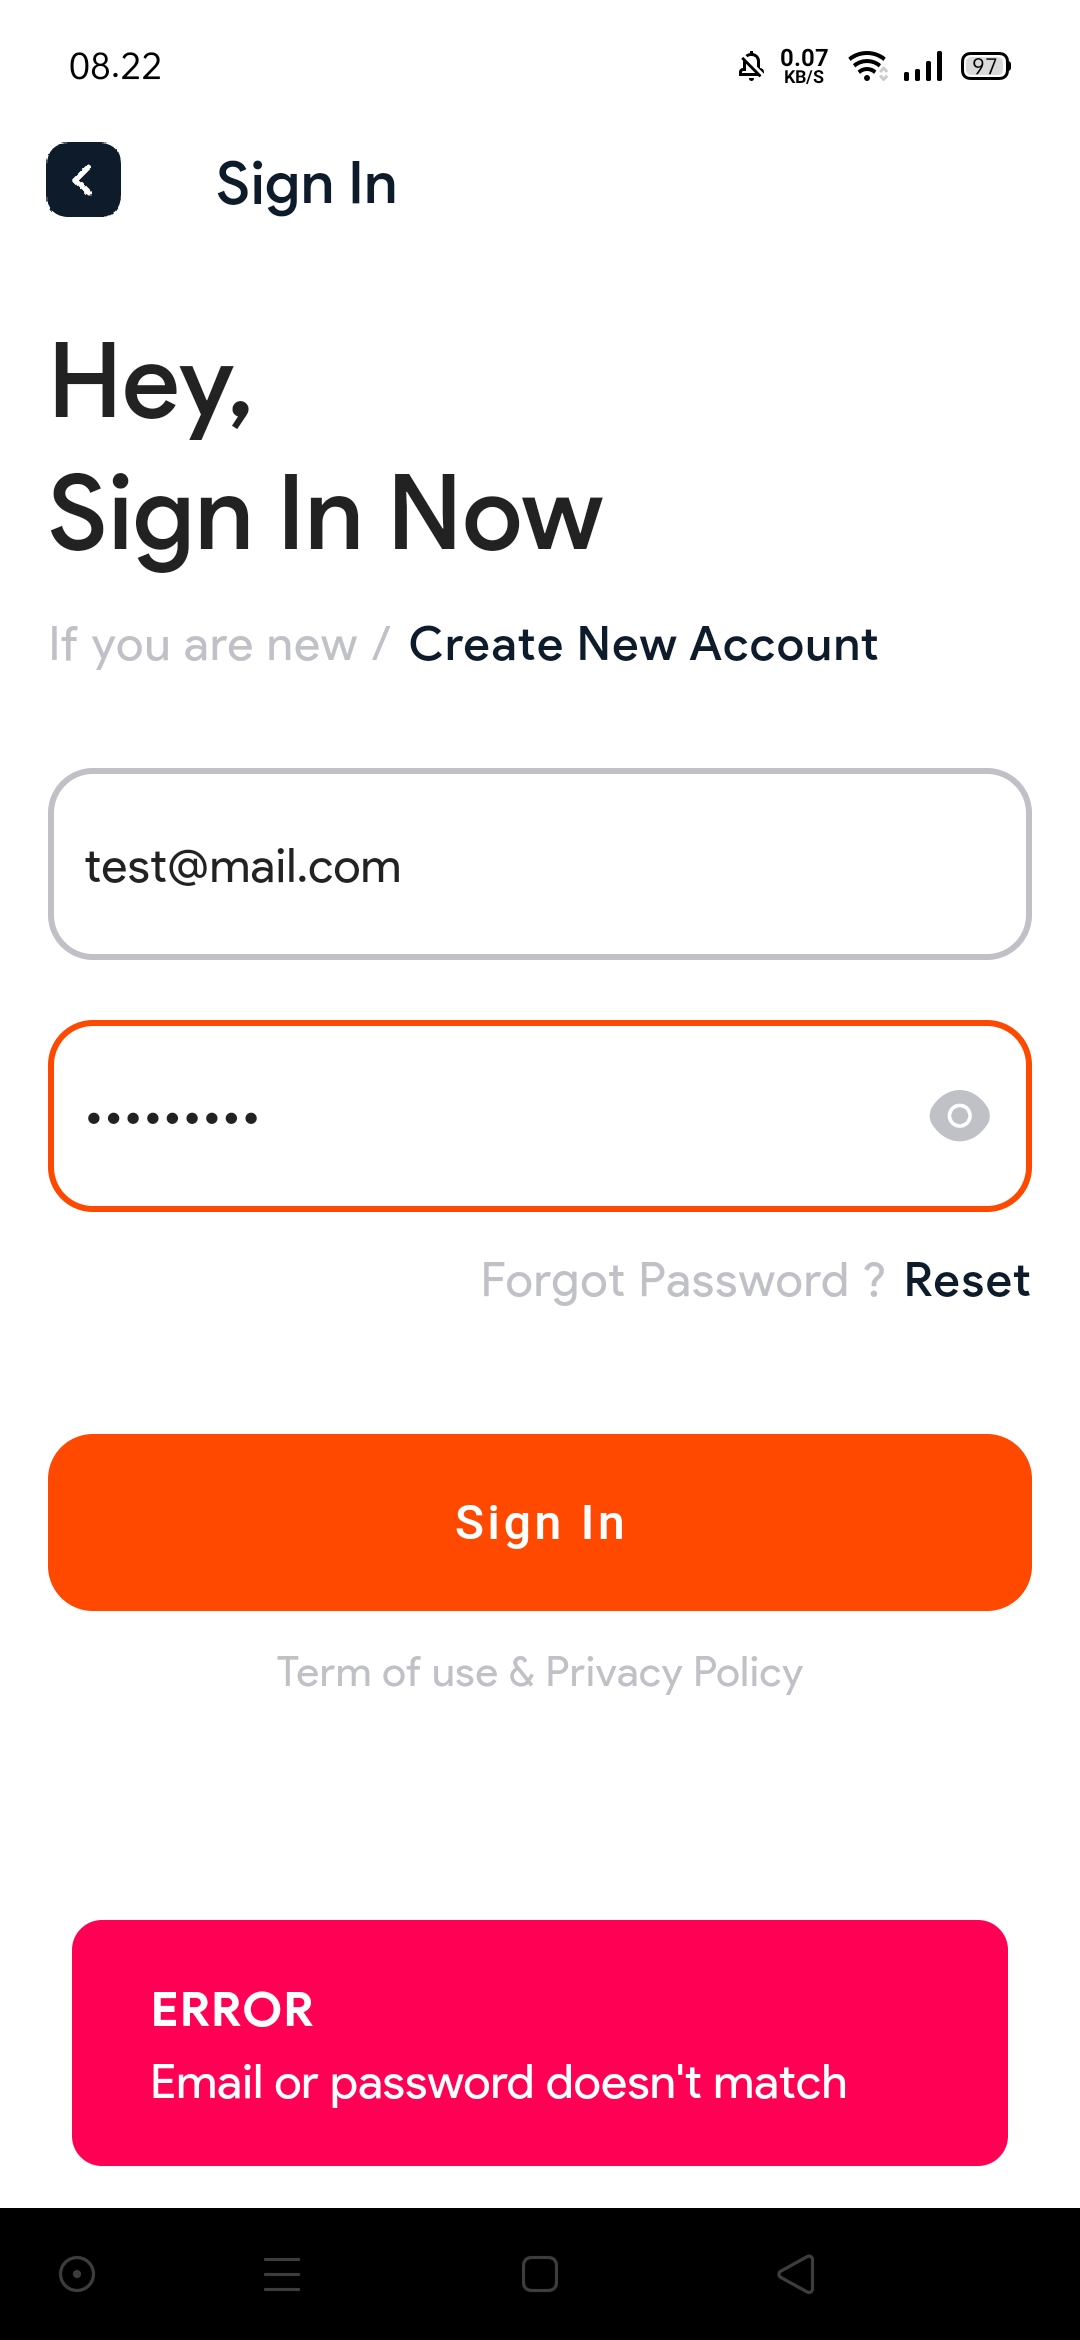 08.22
0.07
KB/S
97
Sign In
Hey,
Sign In Now
If you are new / Create New Account
test@mail.com
•••••••••
Forgot Password ? Reset
Sign In
Term of use & Privacy Policy
ERROR
Email or password doesn't match